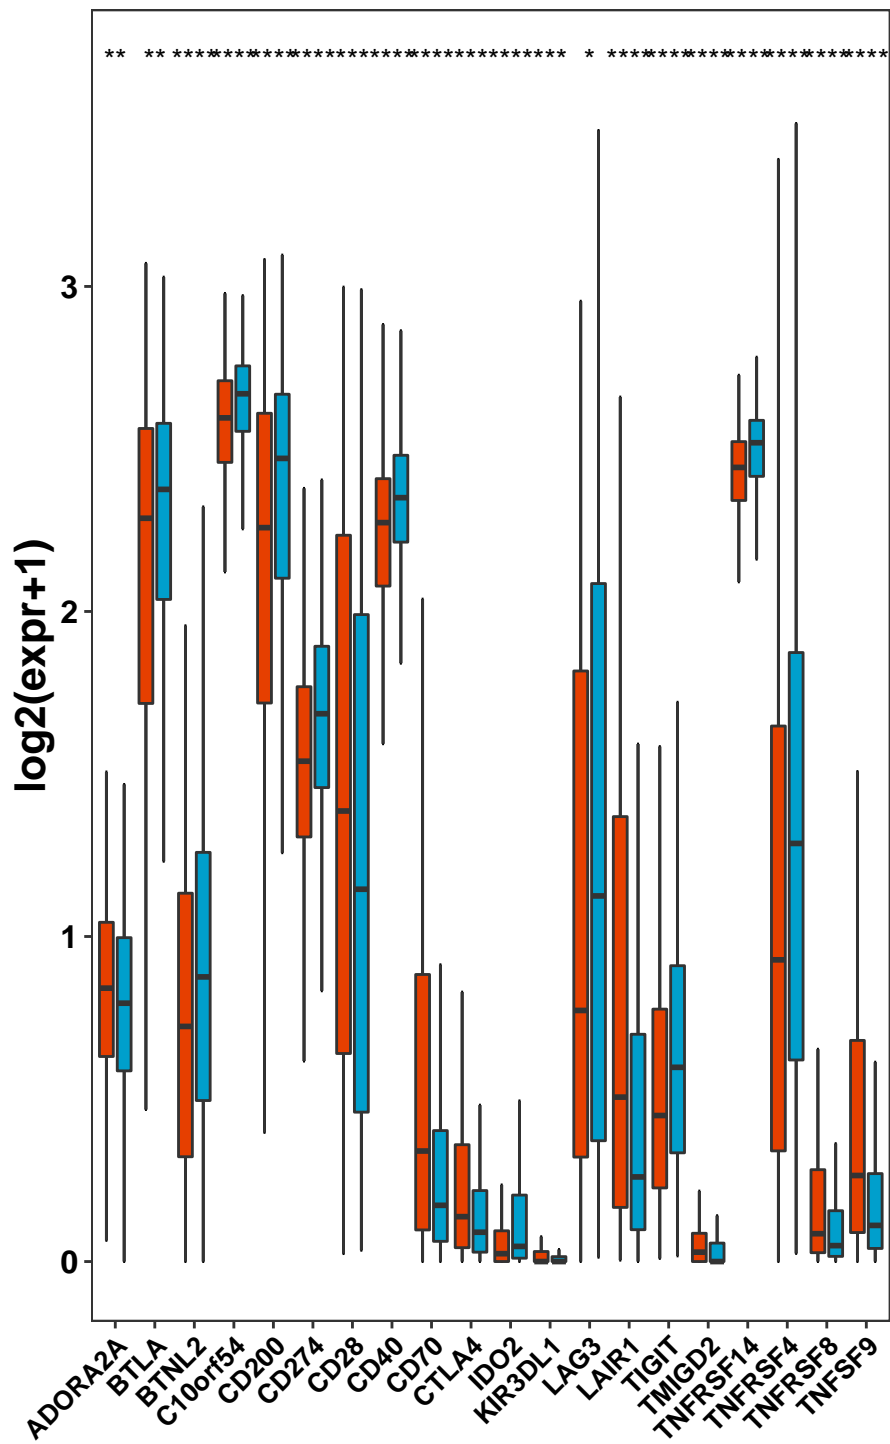 ** ** **** **** **** **** **** **** **** **** **** *** * **** **** **** **** **** **** ****
log2(expr+1)
3
2
1
0
ADORA2A
BTLA
BTNL2
C10orf54
CD200
CD274
CD28
CD40
CD70
CTLA4
IDO2
KIR3DL1
LAG3
LAIR1
TIGIT
TMIGD2
TNFRSF14
TNFRSF4
TNFRSF8
TNFSF9